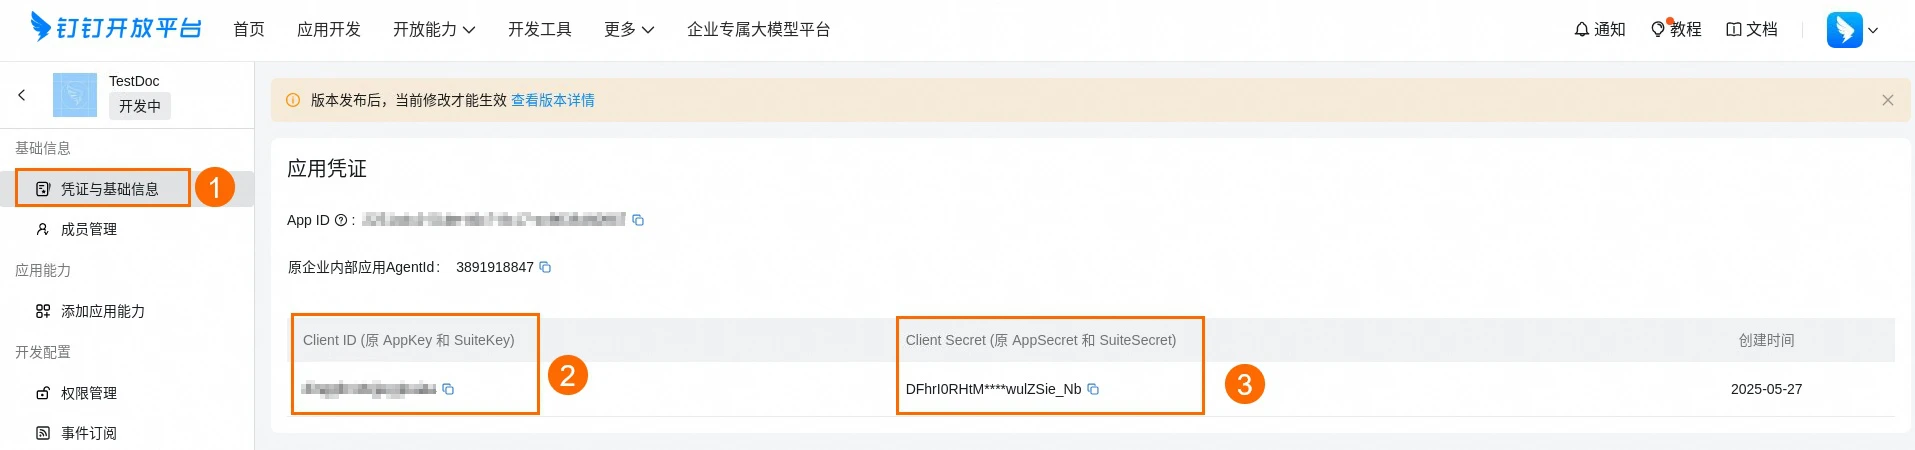 钉钉开放平台 首页 应用开发 开放能力 开发工具 更多 企业专属大模型平台 通知 教程 文档
TestDoc
开发中
基础信息
凭证与基础信息 1
成员管理
应用能力
添加应用能力
开发配置
权限管理
事件订阅
版本发布后，当前修改才能生效 查看版本详情
应用凭证
App ID ? :
原企业内部应用AgentId： 3891918847
Client ID (原 AppKey 和 SuiteKey) Client Secret (原 AppSecret 和 SuiteSecret) 创建时间
2 3
DFhrI0RHtM****wulZSie_Nb 2025-05-27